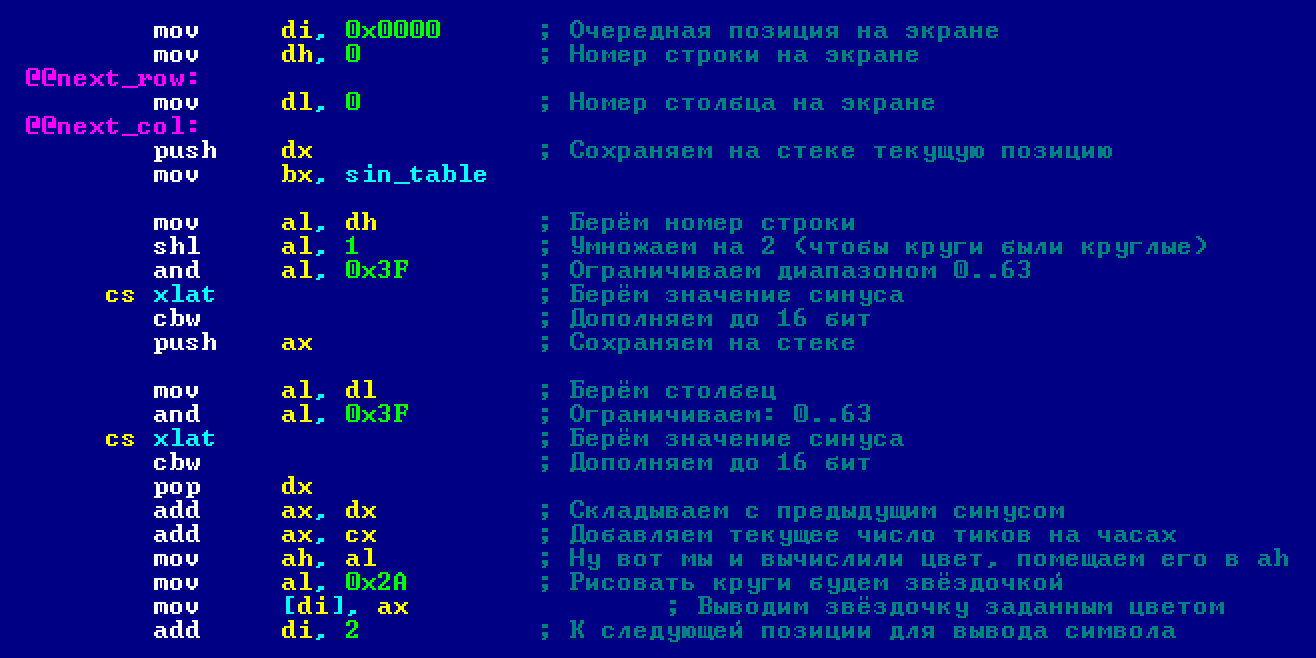 mov di, 0x0000 ; Очередная позиция на экране
mov dh, 0 ; Номер строки на экране
@@next_row:
mov dl, 0 ; Номер столбца на экране
@@next_col:
push dx ; Сохраняем на стеке текущую позицию
mov bx, sin_table
mov al, dh ; Берём номер строки
shl al, 1 ; Умножаем на 2 (чтобы круги были круглые)
and al, 0x3F ; Ограничиваем диапазоном 0..63
cs xlat ; Берём значение синуса
cbw ; Дополняем до 16 бит
push ax ; Сохраняем на стеке
mov al, dl ; Берём столбец
and al, 0x3F ; Ограничиваем: 0..63
cs xlat ; Берём значение синуса
cbw ; Дополняем до 16 бит
pop dx
add ax, dx ; Складываем с предыдущим синусом
add ax, cx ; Добавляем текущее число тиков на часах
mov ah, al ; Ну вот мы и вычислили цвет, помещаем его в ah
mov al, 0x2A ; Рисовать круги будем звёздочкой
mov [di], ax ; Выводим звёздочку заданным цветом
add di, 2 ; К следующей позиции для вывода символа